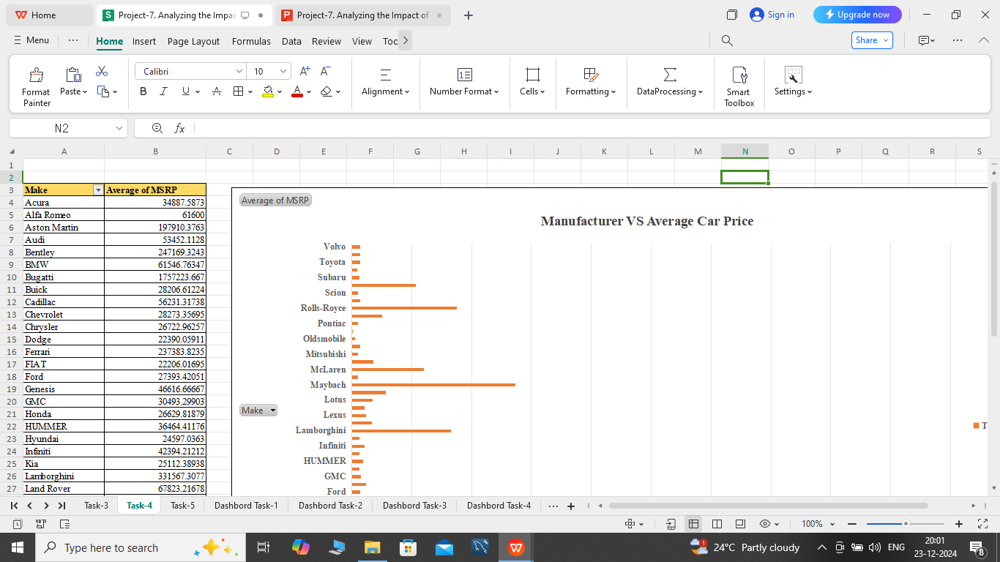 Home
Project-7. Analyzing the Impac
Project-7. Analyzing the Impact of
Sign in
Upgrade now
Menu
Home
Insert
Page Layout
Formulas
Data
Review
View
Toc
Share
Format Painter
Paste
Calibri
10
Alignment
Number Format
Cells
Formatting
DataProcessing
Smart Toolbox
Settings
N2
fx
A B C D E F G H I J K L M N O P Q R S
1
2
3 Make Average of MSRP
4 Acura 34887.5873
5 Alfa Romeo 61600
6 Aston Martin 197910.3763
7 Audi 53452.1128
8 Bentley 247169.3243
9 BMW 61546.76347
10 Bugatti 1757223.667
11 Buick 28206.61224
12 Cadillac 56231.31738
13 Chevrolet 28273.35695
14 Chrysler 26722.96257
15 Dodge 22390.05911
16 Ferrari 237383.8235
17 FIAT 22206.01695
18 Ford 27393.42051
19 Genesis 46616.66667
20 GMC 30493.29903
21 Honda 26629.81879
22 HUMMER 36464.41176
23 Hyundai 24597.0363
24 Infiniti 42394.21212
25 Kia 25112.38938
26 Lamborghini 331567.3077
27 Land Rover 67823.21678
Average of MSRP
Manufacturer VS Average Car Price
Volvo
Toyota
Subaru
Scion
Rolls-Royce
Pontiac
Oldsmobile
Mitsubishi
McLaren
Maybach
Lotus
Lexus
Lamborghini
Infiniti
HUMMER
GMC
Ford
Make
T
Task-3
Task-4
Task-5
Dashbord Task-1
Dashbord Task-2
Dashbord Task-3
Dashbord Task-4
100%
Type here to search
24°C Partly cloudy
ENG
20:01
23-12-2024
8